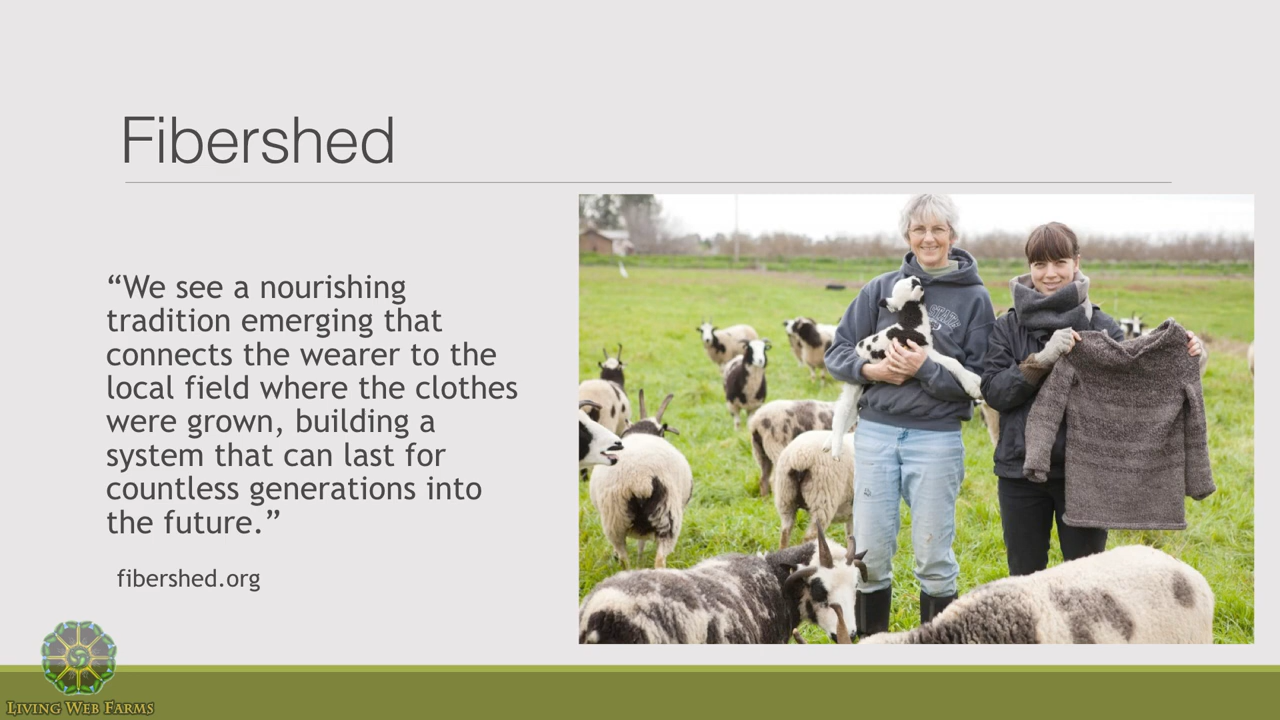 Fibershed
“We see a nourishing
tradition emerging that
connects the wearer to the
local field where the clothes
were grown, building a
system that can last for
countless generations into
the future.”
fibershed.org
STATE
LIVING WEB FARMS